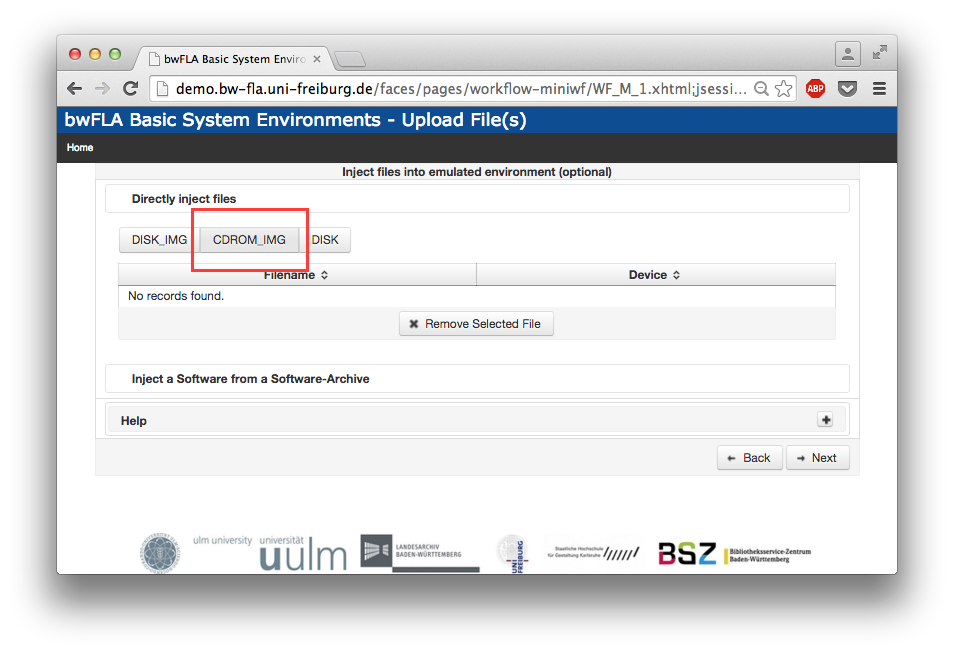 bwFLA Basic System Enviro
demo.bw-fla.uni-freiburg.de/faces/pages/workflow-miniwf/WF_M_1.xhtml;jsessi...
ABP
bwFLA Basic System Environments - Upload File(s)
Home
Inject files into emulated environment (optional)
Directly inject files
DISK_IMG CDROM_IMG DISK
Filename Device
No records found.
Remove Selected File
Inject a Software from a Software-Archive
Help
Back Next
ulm university universität
uulm
LANDESARCHIV
BADEN-WÜRTTEMBERG
UNI
FREIBURG
Staatliche Hochschule
für Gestaltung Karlsruhe
BSZ
Bibliotheksservice-Zentrum
Baden-Württemberg